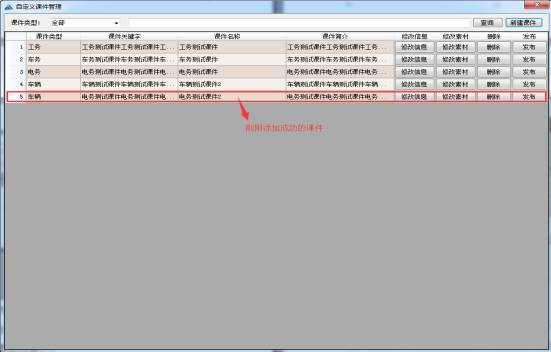 自定义课件管理
课件类型: 全部 查询 新建课件
课件类型 课件关键字 课件名称 课件简介 修改信息 修改素材 删除 发布
1 工务 工务测试课件工务测试课件工... 工务测试课件 工务测试课件工务测试课件工务... 修改信息 修改素材 删除 发布
2 车务 车务测试课件车务测试课件车... 车务测试课件 车务测试课件车务测试课件车务... 修改信息 修改素材 删除 发布
3 电务 电务测试课件电务测试课件电... 电务测试课件 电务测试课件电务测试课件电务... 修改信息 修改素材 删除 发布
4 车辆 车辆测试课件车辆测试课件车... 车辆测试课件2 车辆测试课件车辆测试课件车辆... 修改信息 修改素材 删除 发布
5 车辆 电务测试课件电务测试课件电... 电务测试课件2 电务测试课件电务测试课件电务... 修改信息 修改素材 删除 发布
刚刚添加成功的课件